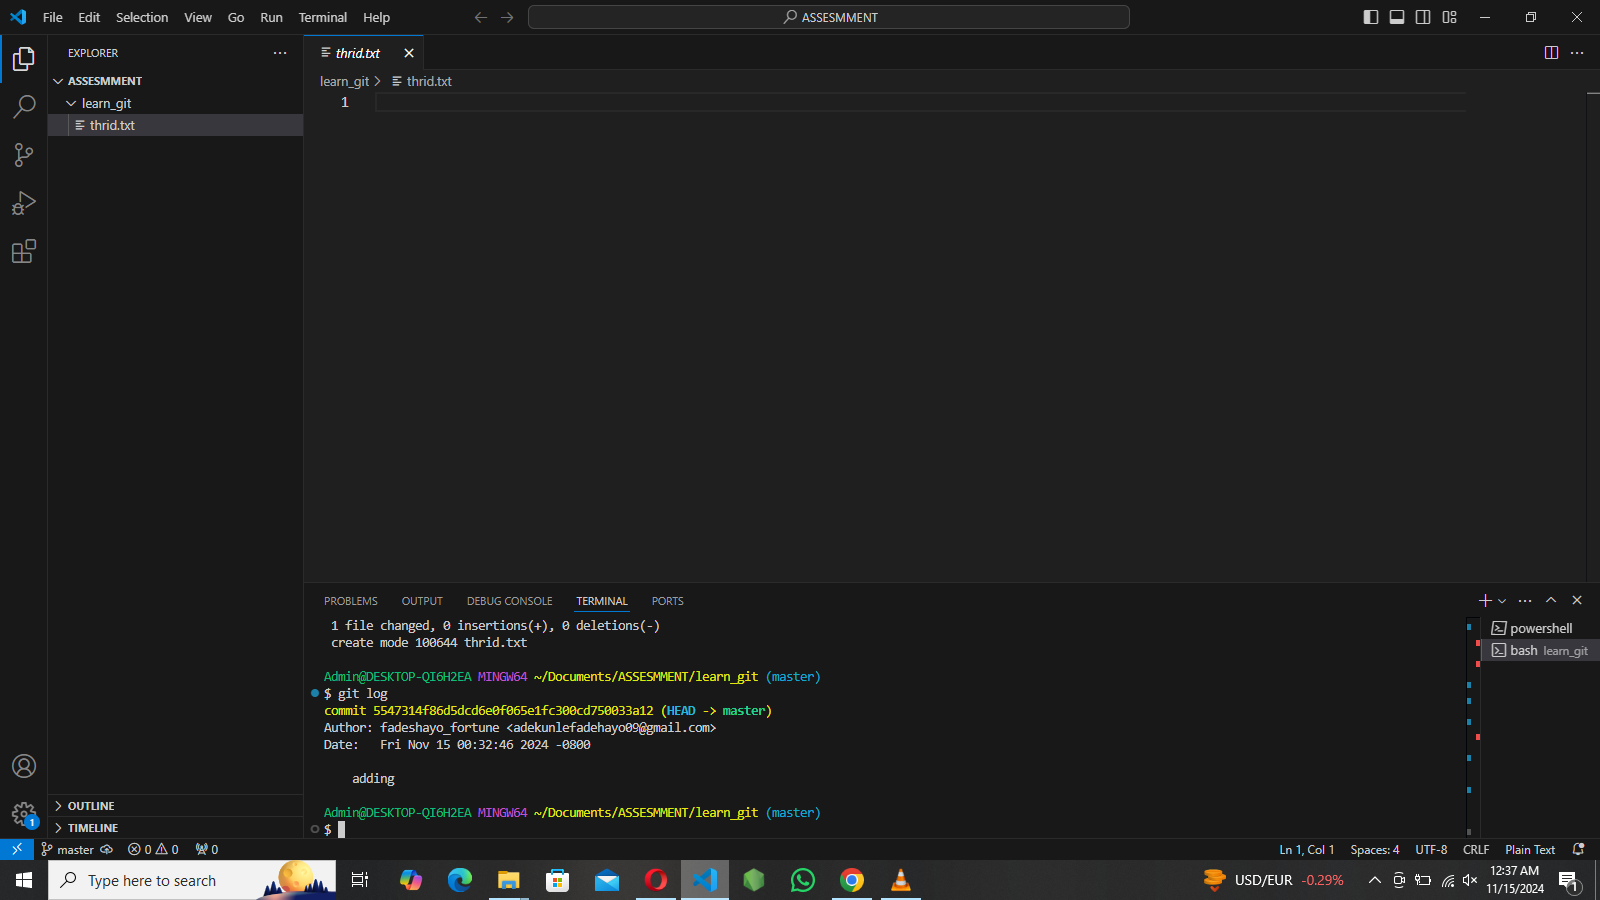 File Edit Selection View Go Run Terminal Help
ASSESMMENT
EXPLORER
ASSESMMENT
learn_git
thrid.txt
OUTLINE
TIMELINE
thrid.txt
learn_git > thrid.txt
1
PROBLEMS OUTPUT DEBUG CONSOLE TERMINAL PORTS
1 file changed, 0 insertions(+), 0 deletions(-)
create mode 100644 thrid.txt
Admin@DESKTOP-QI6H2EA MINGW64 ~/Documents/ASSESMMENT/learn_git (master)
$ git log
commit 5547314f86d5dcd6e0f065e1fc300cd750033a12 (HEAD -> master)
Author: fadeshayo_fortune <adekunlefadehayo09@gmail.com>
Date:   Fri Nov 15 00:32:46 2024 -0800
adding
Admin@DESKTOP-QI6H2EA MINGW64 ~/Documents/ASSESMMENT/learn_git (master)
$
powershell
bash learn_git
1
master 0 0 0
Ln 1, Col 1 Spaces: 4 UTF-8 CRLF Plain Text
Type here to search
USD/EUR -0.29%
12:37 AM
11/15/2024
1